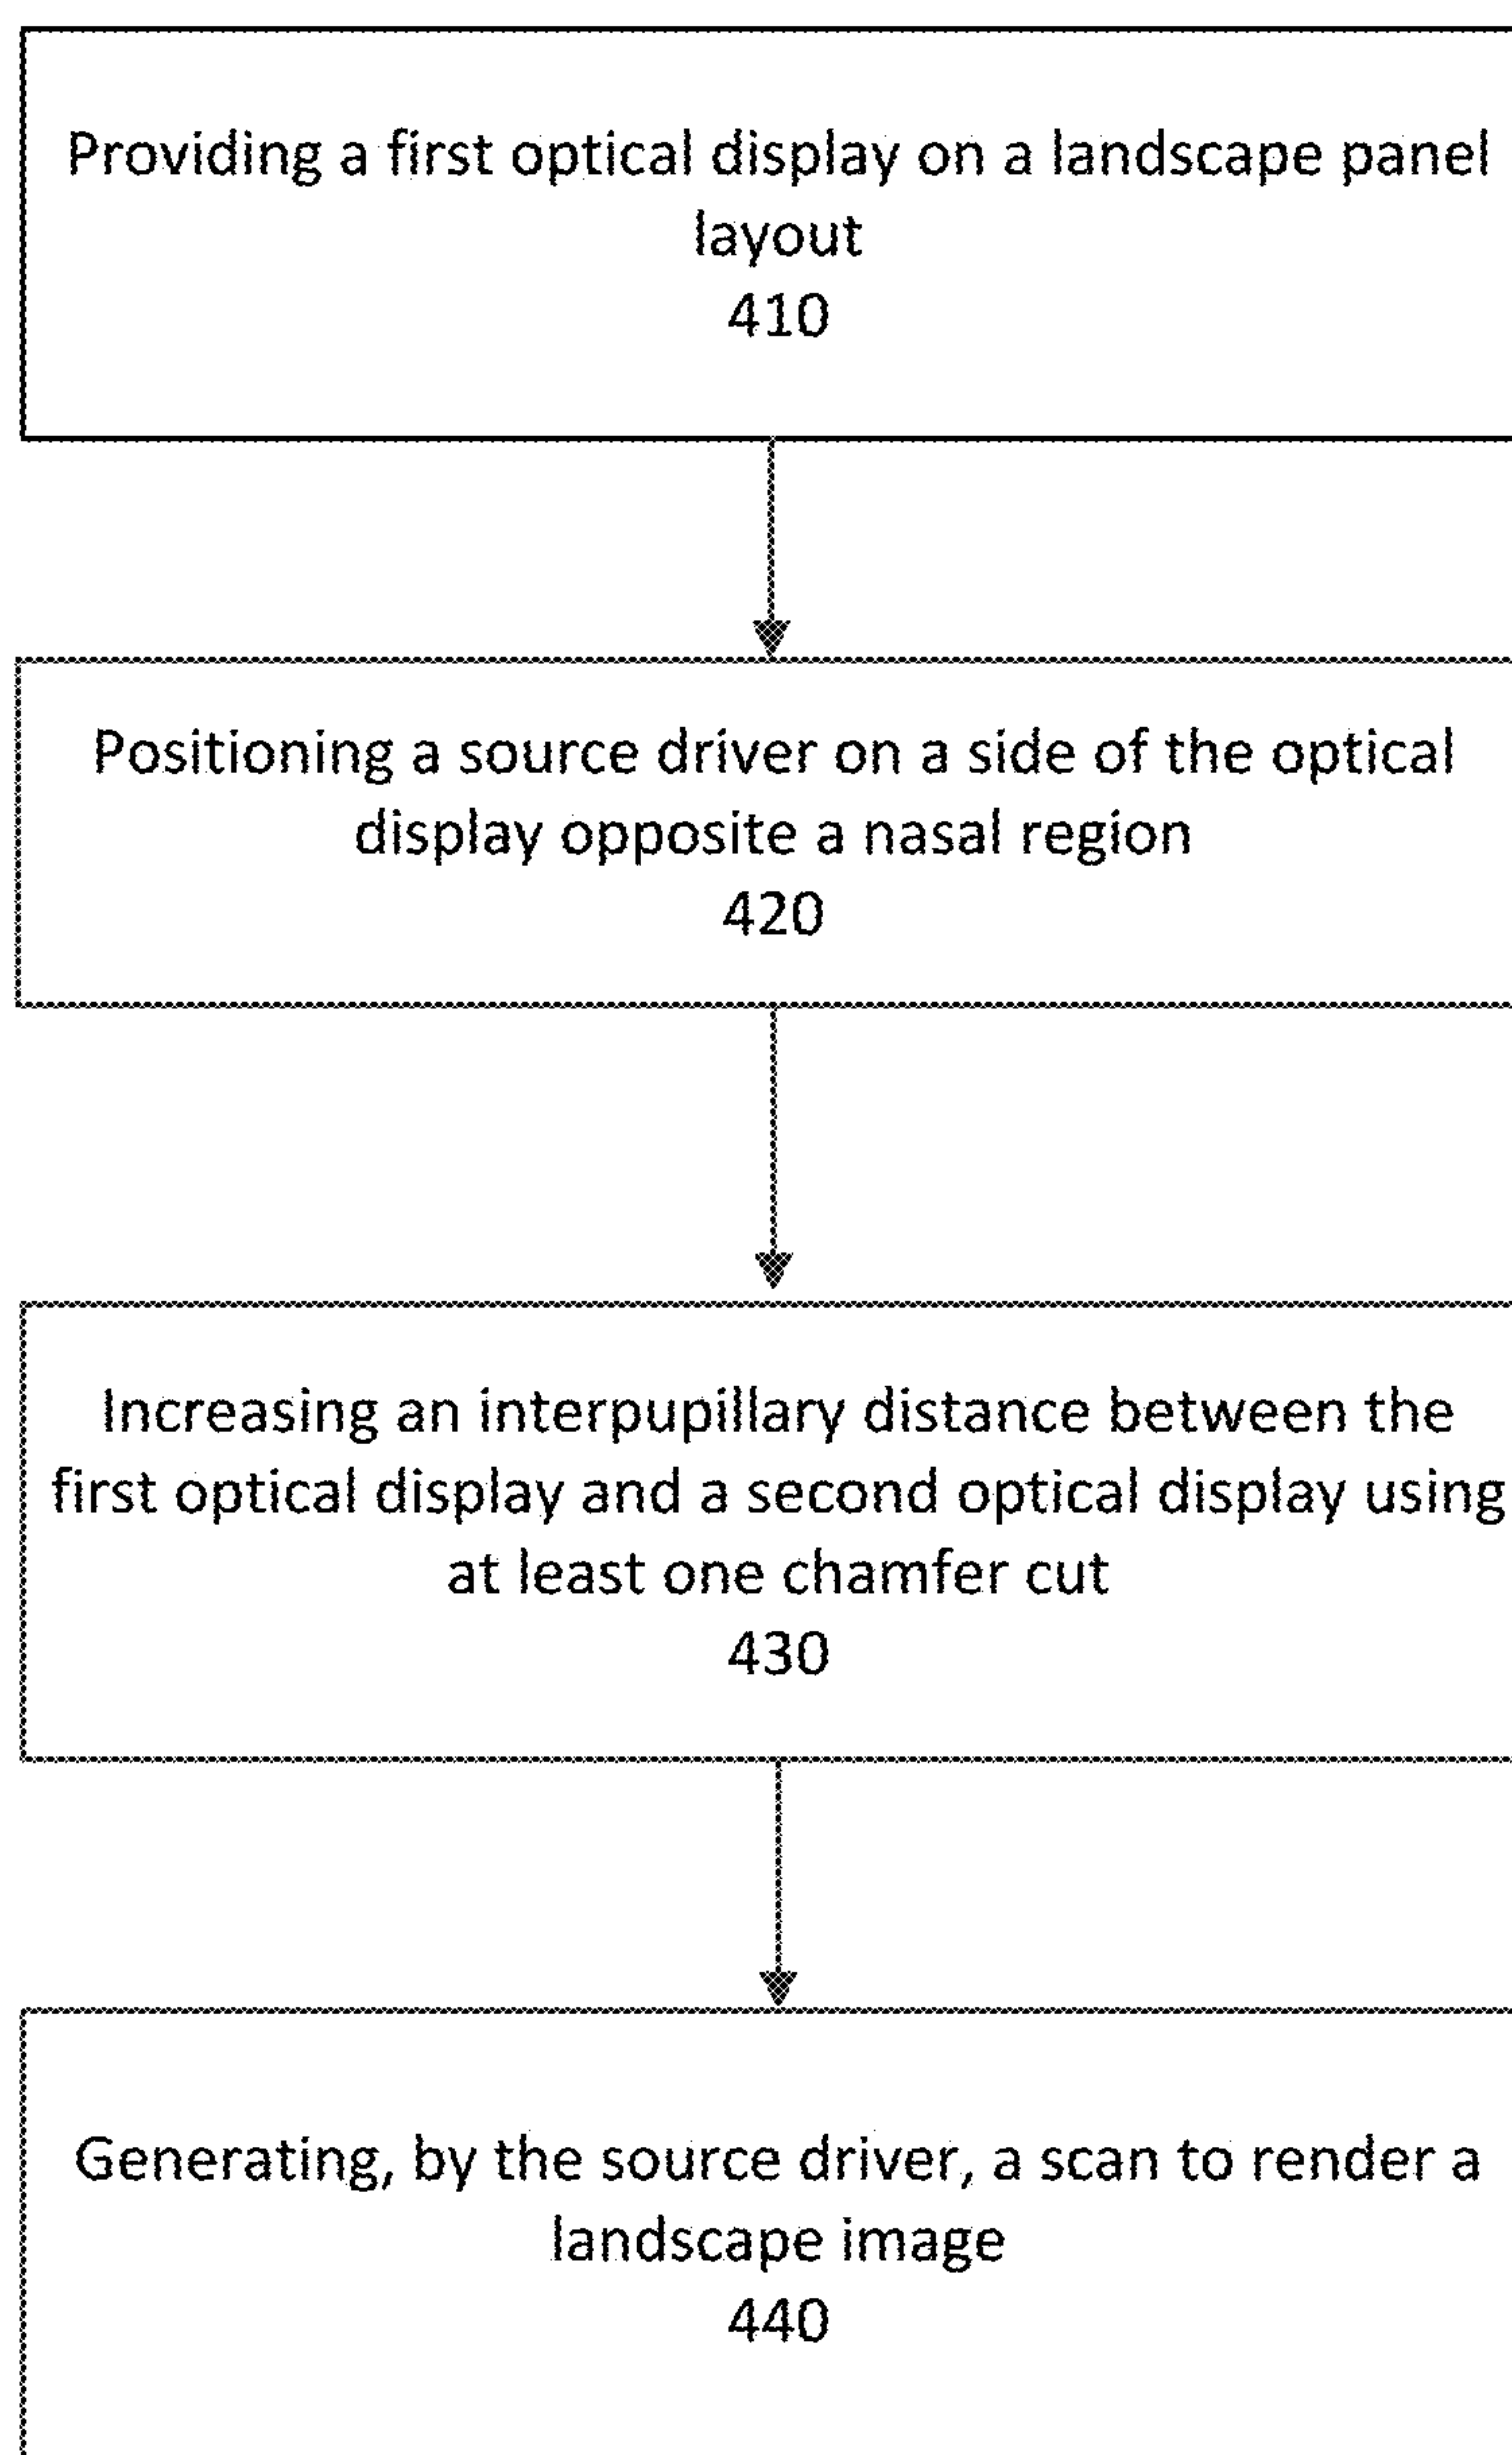 Providing a first optical display on a landscape panel
layout
410
Positioning a source driver on a side of the optical
display opposite a nasal region
420
Increasing an interpupillary distance between the
first optical display and a second optical display using
at least one chamfer cut
430
Generating, by the source driver, a scan to render a
landscape image
440